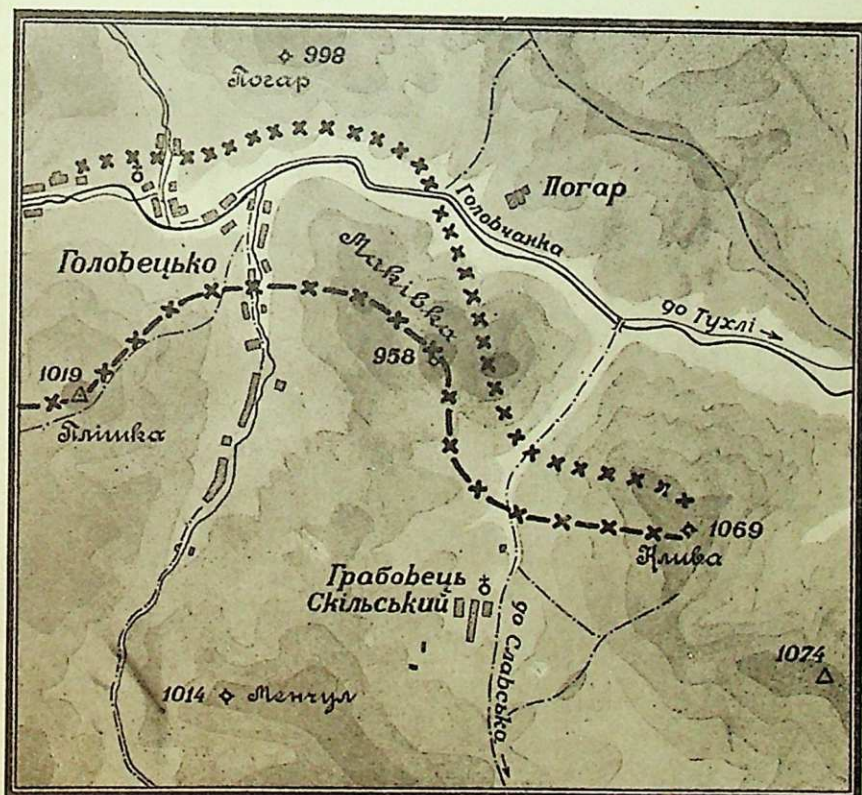 998
Погар
Погар
Головчанка
Головецько
Маківка
до Тухлі
958
1019
Плішка
1069
Клива
Грабовець
Скільський
до Славська
1074
1014 Менчул